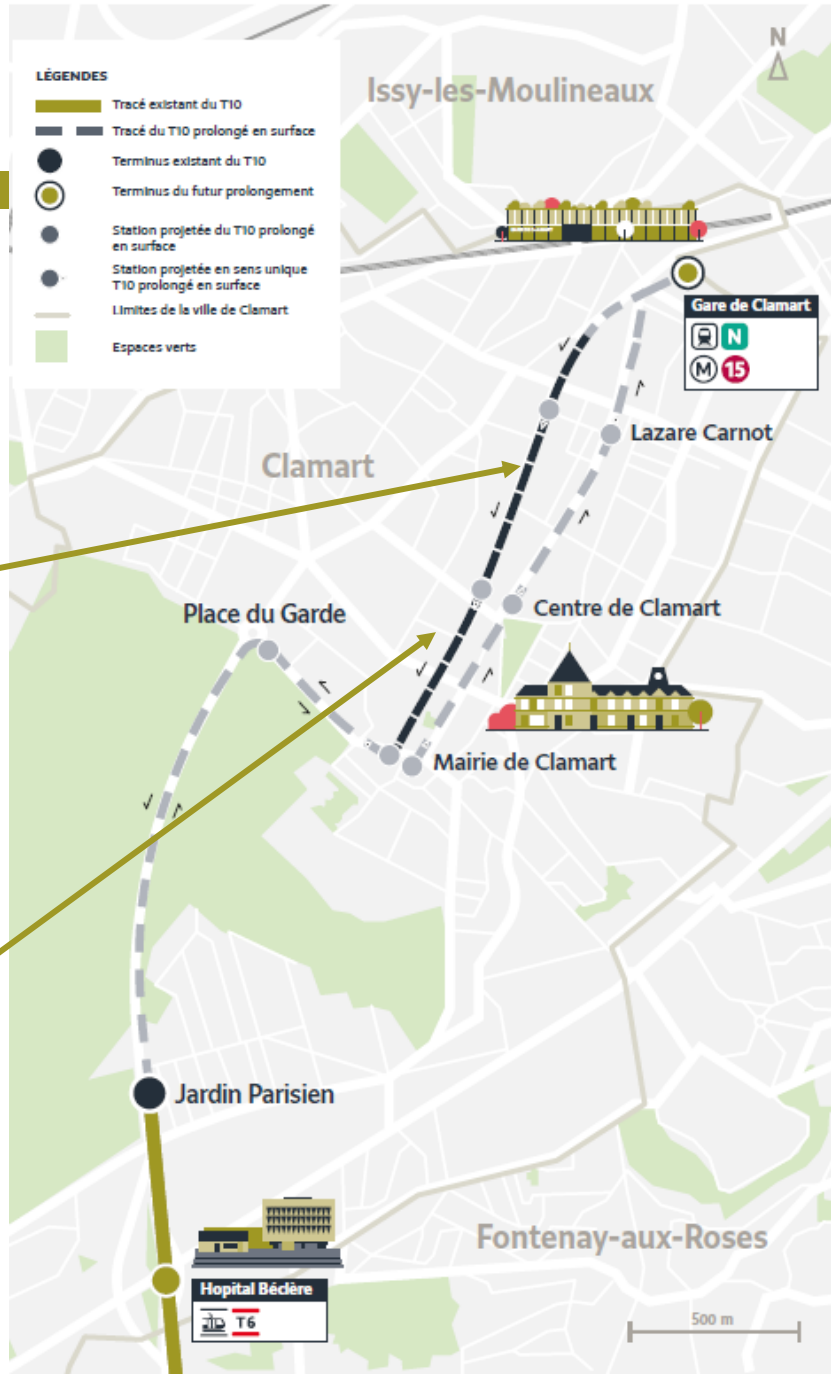 N
Issy-les-Moulineaux
LÉGENDES
Tracé existant du T10
Tracé du T10 prolongé en surface
Terminus existant du T10
Terminus du futur prolongement
Station projetée du T10 prolongé
en surface
Station projetée en sens unique
T10 prolongé en surface
Limites de la ville de Clamart
Espaces verts
Gare de Clamart
N
M 15
Lazare Carnot
Clamart
Centre de Clamart
Place du Garde
Mairie de Clamart
Jardin Parisien
Fontenay-aux-Roses
Hopital Béclère
T6
500 m